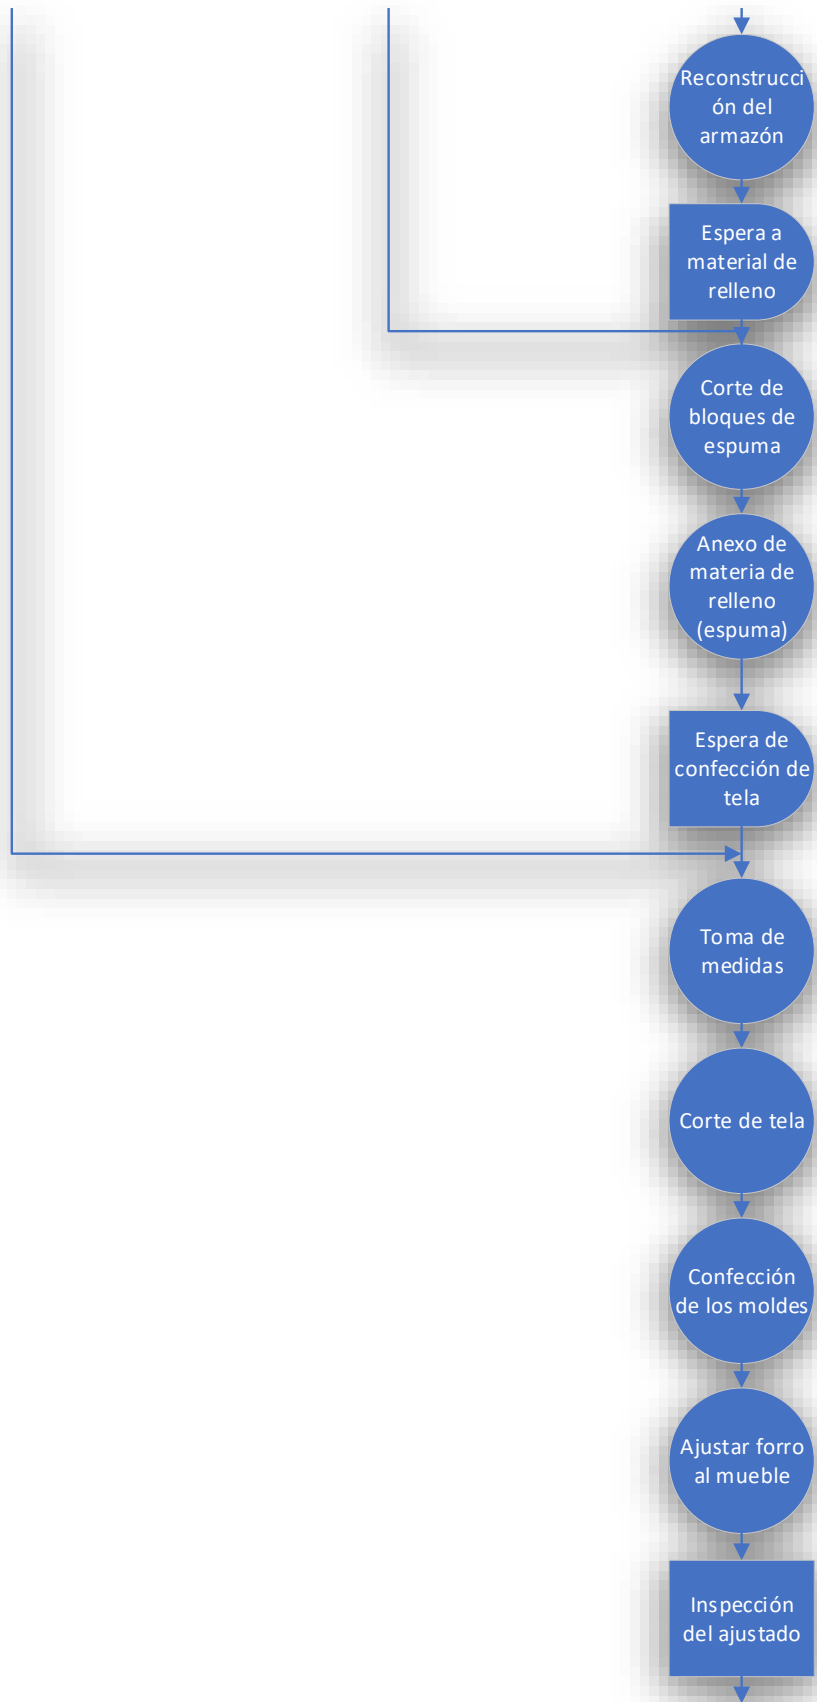 Reconstrucci
ón del
armazón
Espera a
material de
relleno
Corte de
bloques de
espuma
Anexo de
materia de
relleno
(espuma)
Espera de
confección de
tela
Toma de
medidas
Corte de tela
Confección
de los moldes
Ajustar forro
al mueble
Inspección
del ajustado